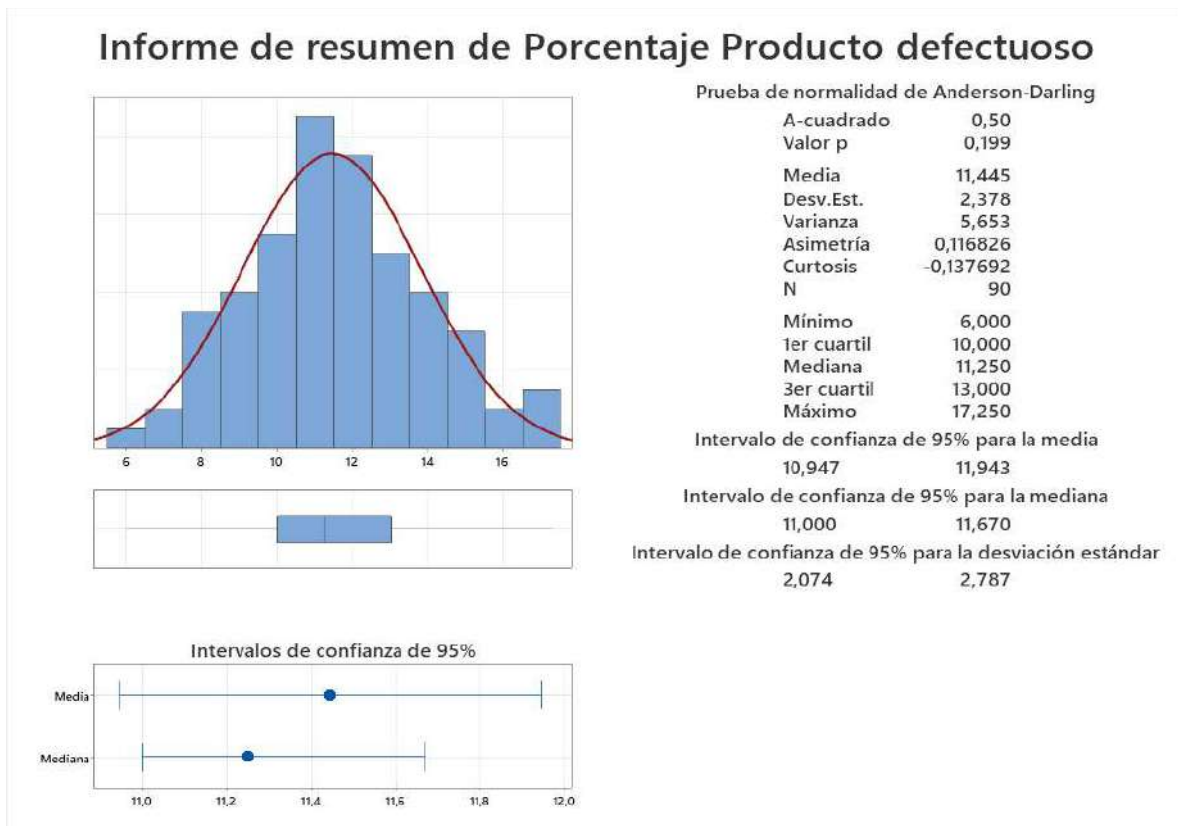 Informe de resumen de Porcentaje Producto defectuoso
Prueba de normalidad de Anderson-Darling
A-cuadrado 0,50
Valor p 0,199
Media 11,445
Desv.Est. 2,378
Varianza 5,653
Asimetría 0,116826
Curtosis -0,137692
N 90
Mínimo 6,000
1er cuartil 10,000
Mediana 11,250
3er cuartil 13,000
Máximo 17,250
Intervalo de confianza de 95% para la media
10,947 11,943
Intervalo de confianza de 95% para la mediana
11,000 11,670
Intervalo de confianza de 95% para la desviación estándar
2,074 2,787
6 8 10 12 14 16
Intervalos de confianza de 95%
Media
Mediana
11,0 11,2 11,4 11,6 11,8 12,0